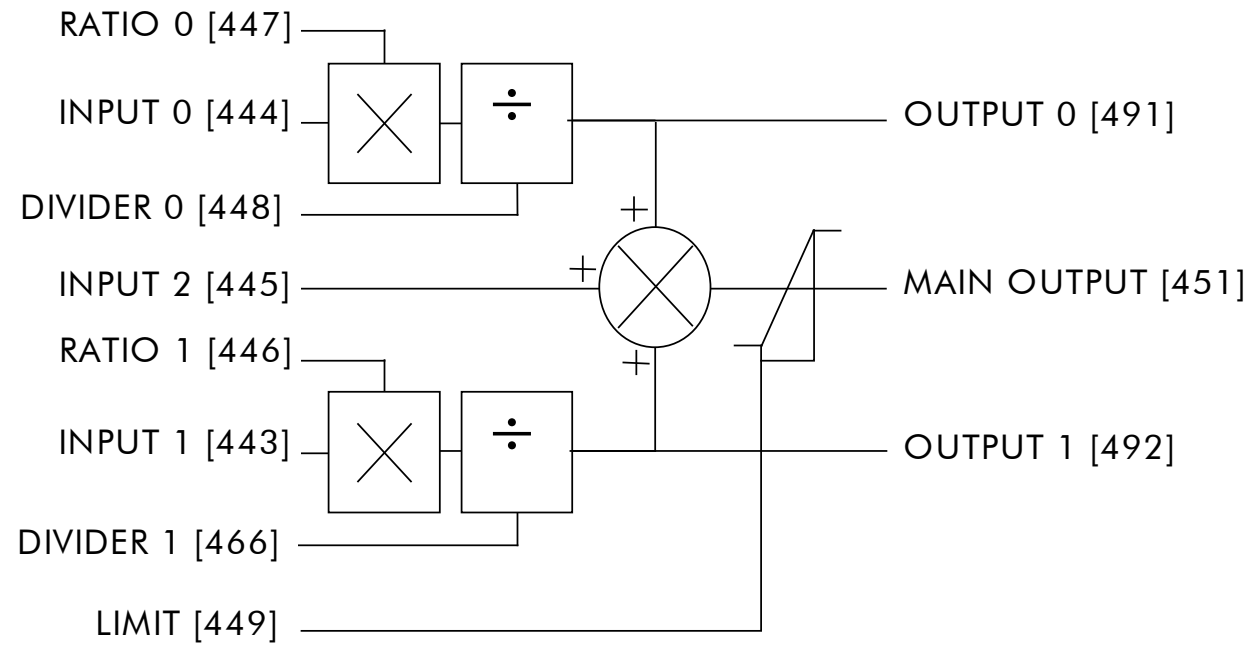 RATIO 0 [447]
INPUT 0 [444]
OUTPUT 0 [491]
DIVIDER 0 [448]
+
+
INPUT 2 [445]
MAIN OUTPUT [451]
RATIO 1 [446]
+
INPUT 1 [443]
OUTPUT 1 [492]
DIVIDER 1 [466]
LIMIT [449]